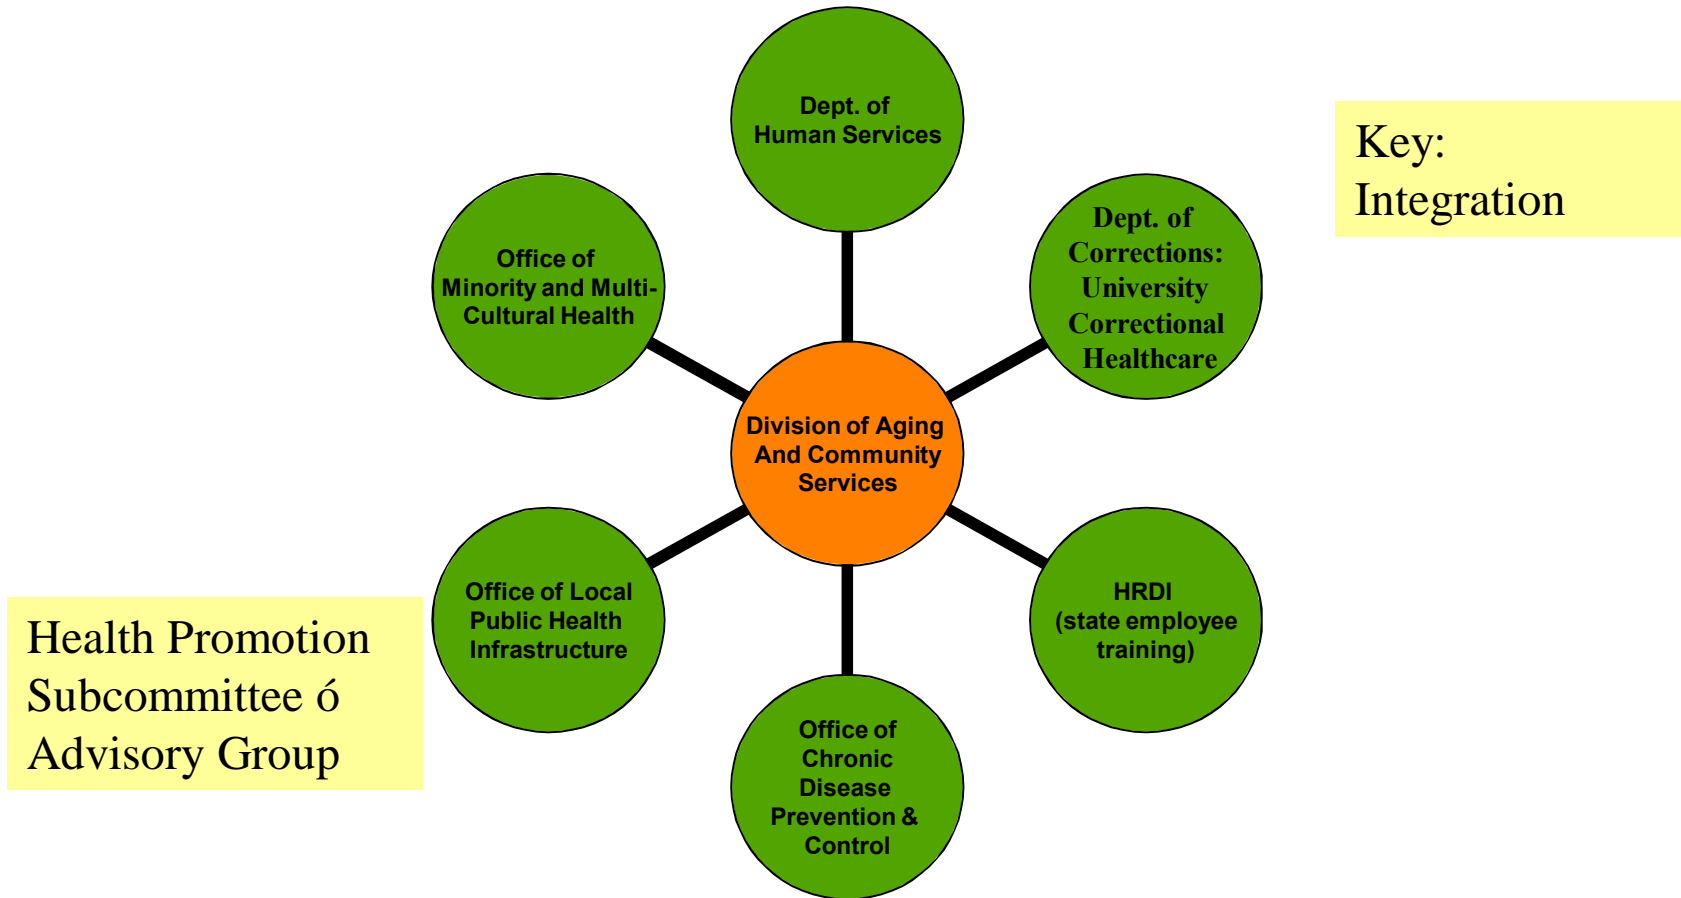 Dept. of
Human Services
Key:
Integration
Dept. of
Corrections:
University
Correctional
Healthcare
Office of
Minority and Multi-
Cultural Health
Division of Aging
And Community
Services
Office of Local
Public Health
Infrastructure
HRDI
(state employee
training)
Health Promotion
Subcommittee ó
Advisory Group
Office of
Chronic
Disease
Prevention &
Control